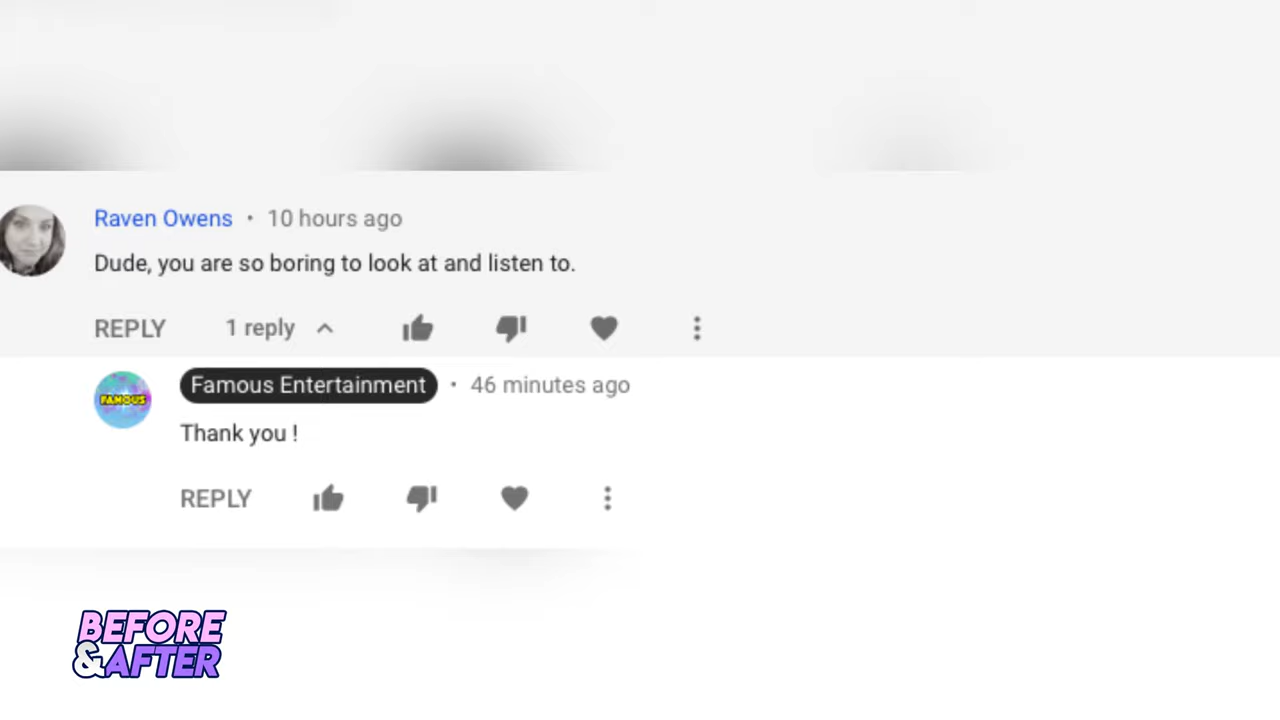 Raven Owens • 10 hours ago
Dude, you are so boring to look at and listen to.
REPLY 1 reply
FAMOUS
Famous Entertainment • 46 minutes ago
Thank you !
REPLY
BEFORE
&AFTER